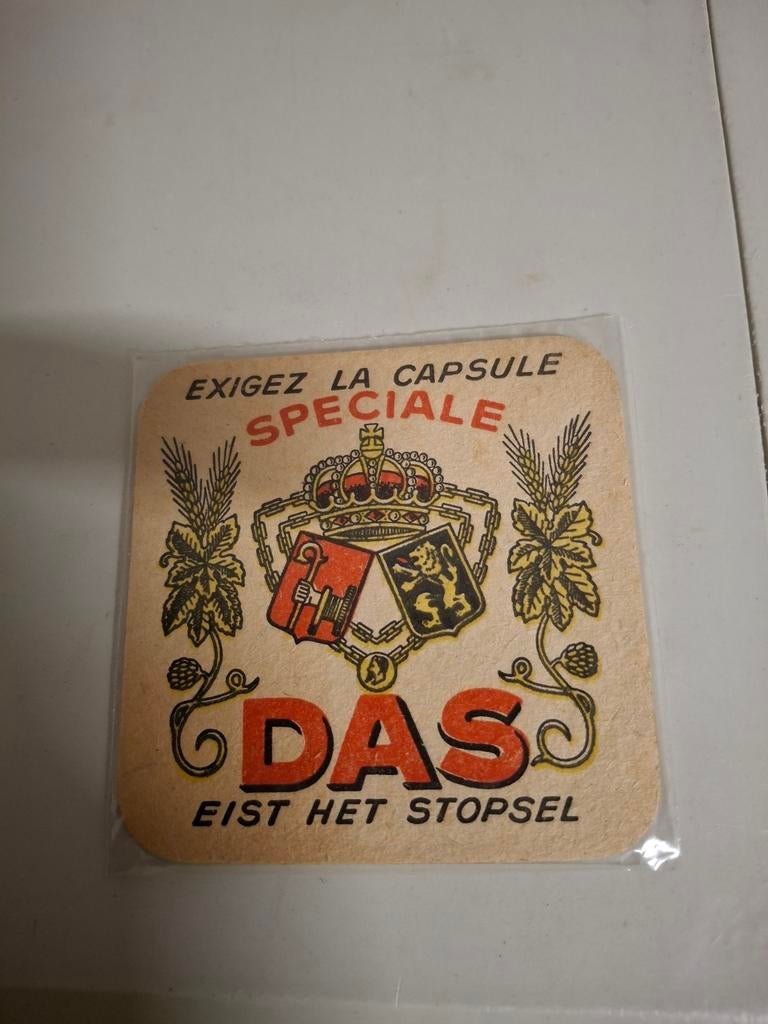 EXIGEZ LA CAPSULE
SPECIALE
DAS
EIST HET STOPSEL